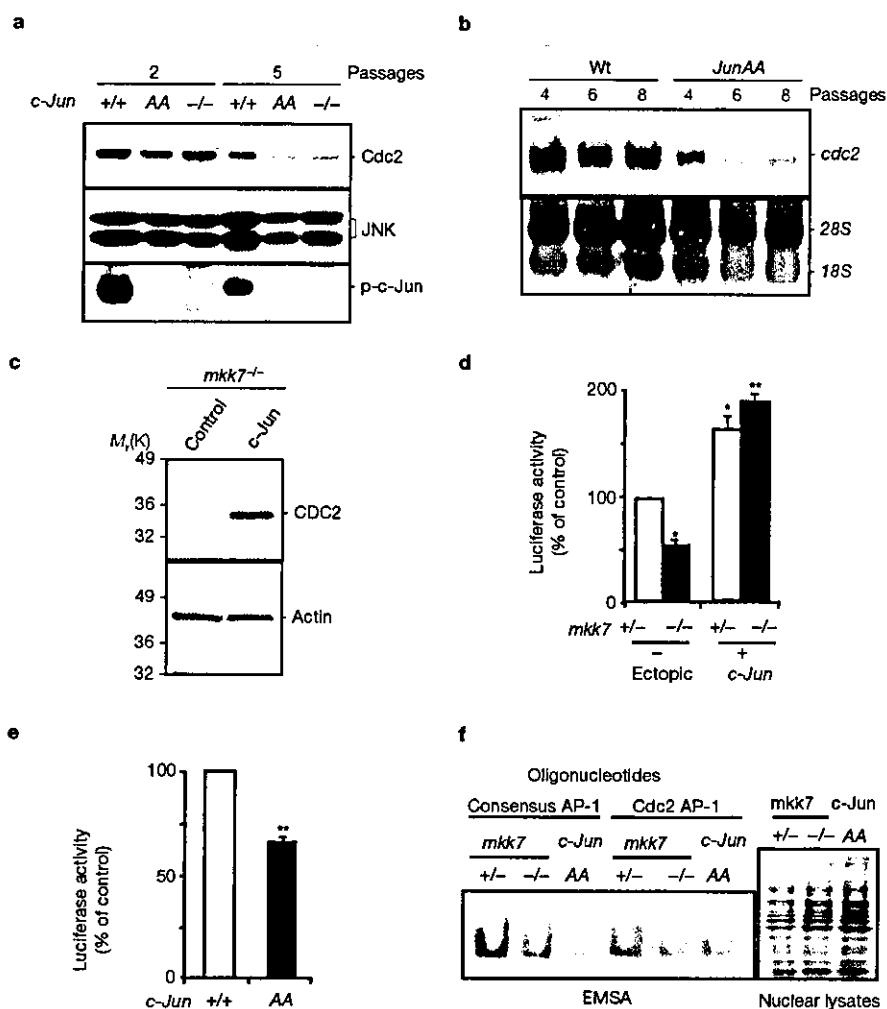 a
2 5 Passages
c-Jun +/+ AA –/– +/+ AA –/–
Cdc2
JNK
p-c-Jun
b
Wt JunAA
4 6 8 4 6 8 Passages
cdc2
28S
18S
c
mkk7–/–
Control c-Jun
Mr(K)
49
36
32
CDC2
49
36
32
Actin
d
Luciferase activity
(% of control)
200
100
0
* * **
mkk7 +/– –/– +/– –/–
– +
Ectopic c-Jun
e
Luciferase activity
(% of control)
100
50
0
**
c-Jun +/+ AA
f
Oligonucleotides
Consensus AP-1 Cdc2 AP-1
mkk7 c-Jun mkk7 c-Jun
+/– –/– AA +/– –/– AA
EMSA
mkk7 c-Jun
+/– –/– AA
Nuclear lysates